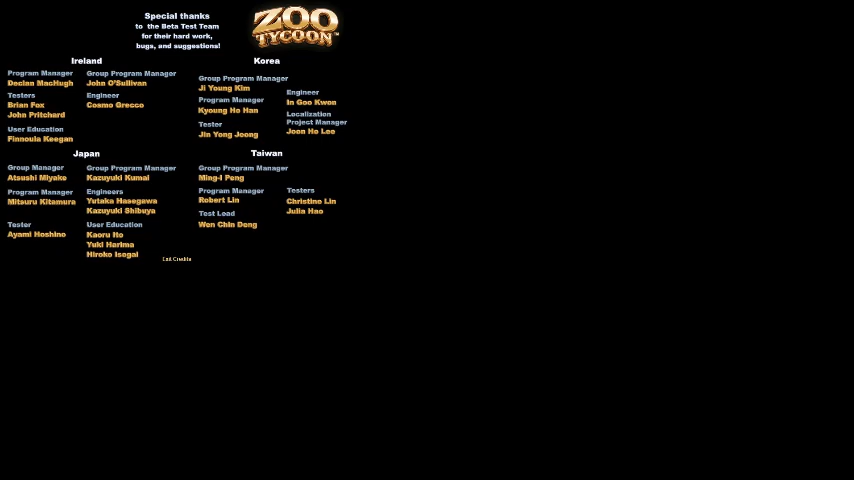 Special thanks
to the Beta Test Team
for their hard work,
bugs, and suggestions!
ZOO
TYCOON™
Ireland
Program Manager
Declan MacHugh
Group Program Manager
John O'Sullivan
Testers
Brian Fox
John Pritchard
Engineer
Cosmo Grecco
User Education
Finnoula Keegan
Korea
Group Program Manager
Ji Young Kim
Program Manager
Kyoung Ho Han
Tester
Jin Yong Jeong
Engineer
In Goo Kwon
Localization
Project Manager
Joon Ho Lee
Japan
Group Manager
Atsushi Miyake
Group Program Manager
Kazuyuki Kumai
Program Manager
Mitsuru Kitamura
Engineers
Yutaka Hasegawa
Kazuyuki Shibuya
Tester
Ayami Hoshino
User Education
Kaoru Ito
Yuki Harima
Hiroko Isegai
Taiwan
Group Program Manager
Ming-I Peng
Program Manager
Robert Lin
Test Lead
Wen Chin Deng
Testers
Christine Lin
Julia Hao
Exit Credits